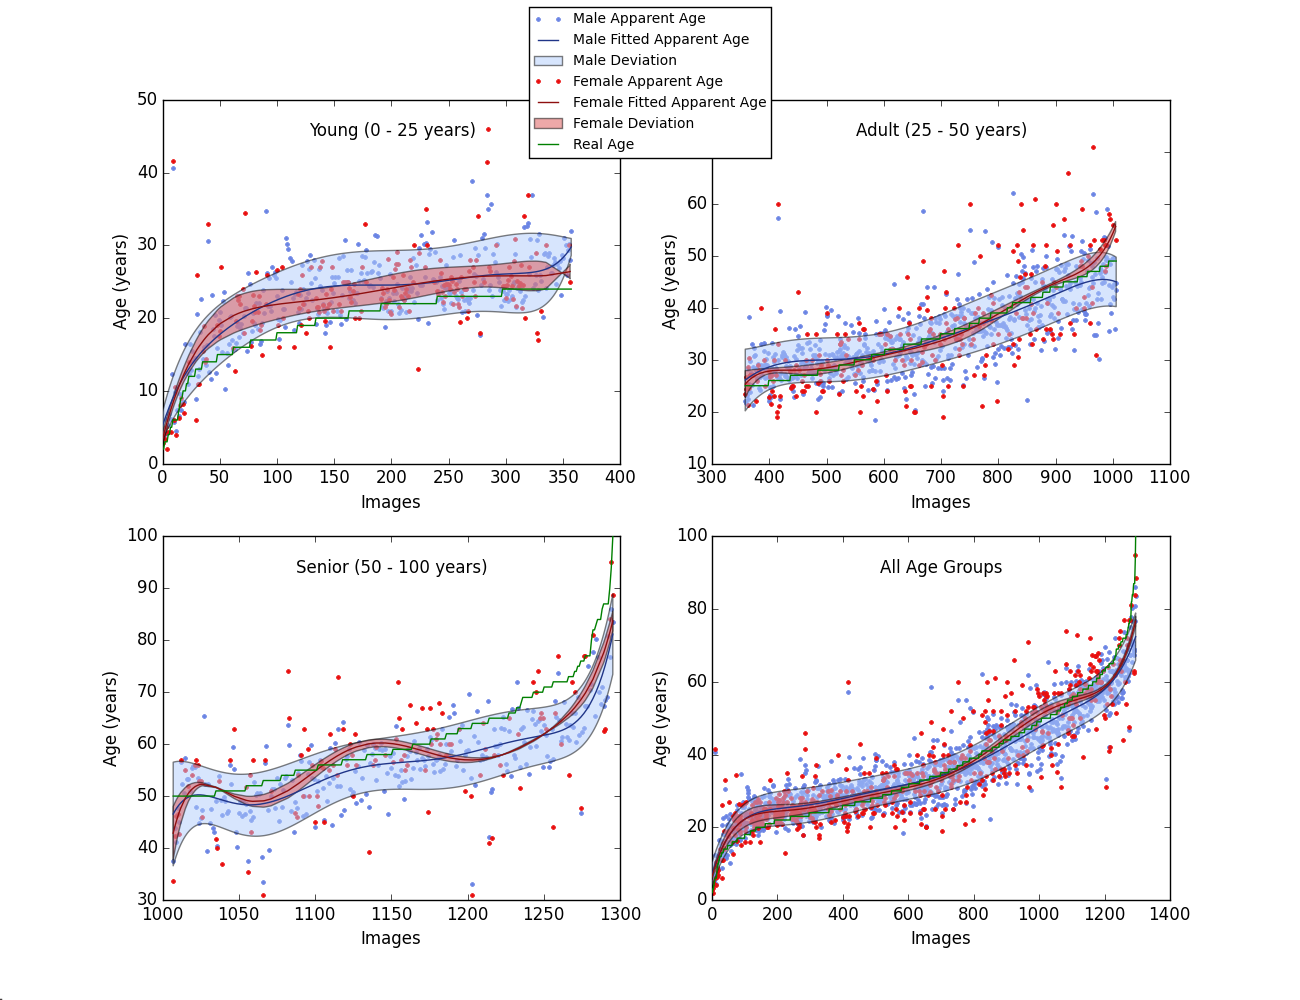 Male Apparent Age
Male Fitted Apparent Age
Male Deviation
Female Apparent Age
Female Fitted Apparent Age
Female Deviation
Real Age
Young (0 - 25 years)
50
40
30
20
10
0
Age (years)
0 50 100 150 200 250 300 350 400
Images
Adult (25 - 50 years)
60
50
40
30
20
10
Age (years)
300 400 500 600 700 800 900 1000 1100
Images
Senior (50 - 100 years)
100
90
80
70
60
50
40
30
Age (years)
1000 1050 1100 1150 1200 1250 1300
Images
All Age Groups
100
80
60
40
20
0
Age (years)
0 200 400 600 800 1000 1200 1400
Images